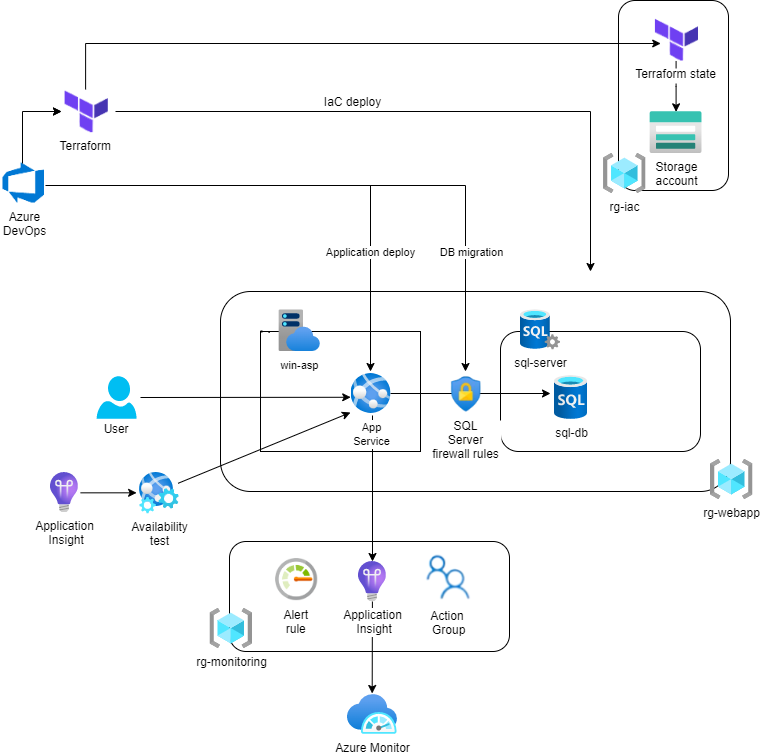 Terraform state
IaC deploy
Terraform
Storage
account
rg-iac
Azure
DevOps
Application deploy
DB migration
win-asp
SQL
sql-server
SQL
sql-db
User
App
Service
SQL
Server
firewall rules
rg-webapp
Application
Insight
Availability
test
Alert
rule
Application
Insight
Action
Group
rg-monitoring
Azure Monitor